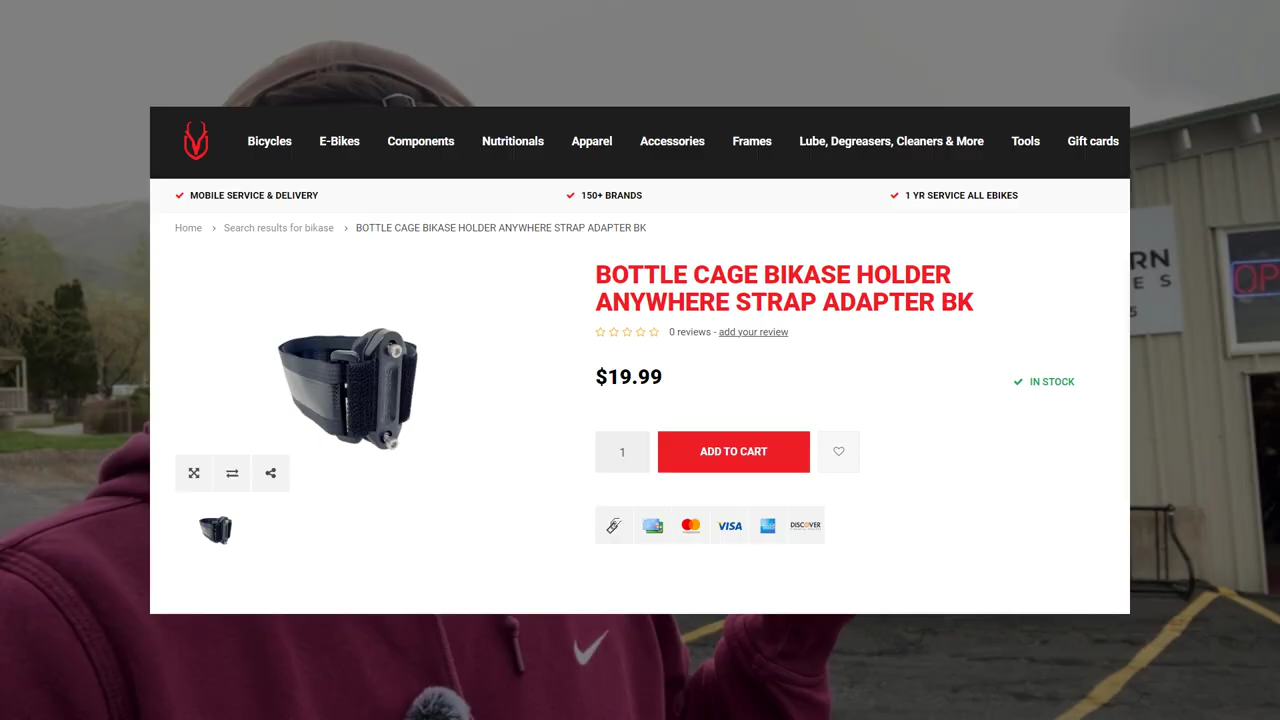 Bicycles E-Bikes Components Nutritionals Apparel Accessories Frames Lube, Degreasers, Cleaners & More Tools Gift cards
MOBILE SERVICE & DELIVERY 150+ BRANDS 1 YR SERVICE ALL EBIKES
Home > Search results for bikase > BOTTLE CAGE BIKASE HOLDER ANYWHERE STRAP ADAPTER BK
BOTTLE CAGE BIKASE HOLDER
ANYWHERE STRAP ADAPTER BK
0 reviews - add your review
$19.99
IN STOCK
1 ADD TO CART
VISA DISCOVER
RN
OP
E S
5